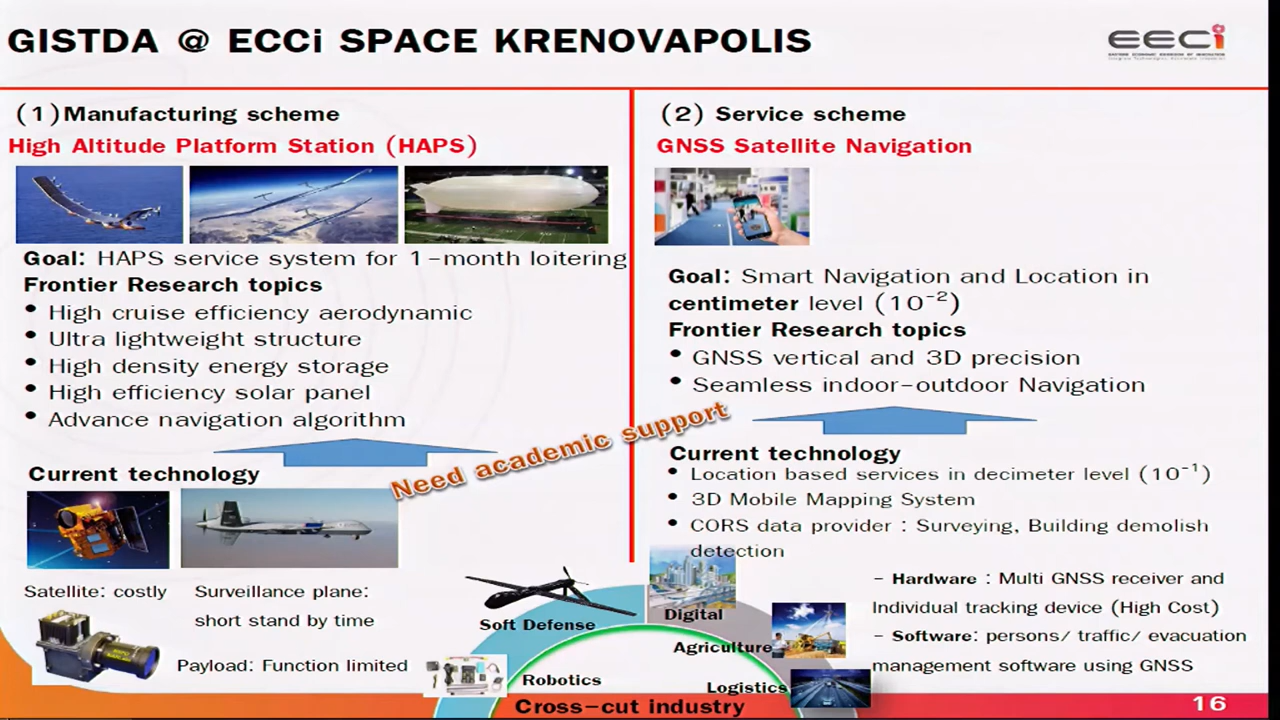 GISTDA @ ECCi SPACE KRENOVAPOLIS
eeci
(1)Manufacturing scheme
High Altitude Platform Station (HAPS)
Goal: HAPS service system for 1-month loitering
Frontier Research topics
• High cruise efficiency aerodynamic
• Ultra lightweight structure
• High density energy storage
• High efficiency solar panel
• Advance navigation algorithm
Current technology
Satellite: costly
Surveillance plane:
short stand by time
Payload: Function limited
Need academic support
(2) Service scheme
GNSS Satellite Navigation
Goal: Smart Navigation and Location in
centimeter level (10⁻²)
Frontier Research topics
• GNSS vertical and 3D precision
• Seamless indoor-outdoor Navigation
Current technology
• Location based services in decimeter level (10⁻¹)
• 3D Mobile Mapping System
• CORS data provider : Surveying, Building demolish
detection
- Hardware : Multi GNSS receiver and
Individual tracking device (High Cost)
- Software: persons/ traffic/ evacuation
management software using GNSS
Soft Defense
Digital
Agriculture
Robotics
Logistics
Cross-cut industry
16